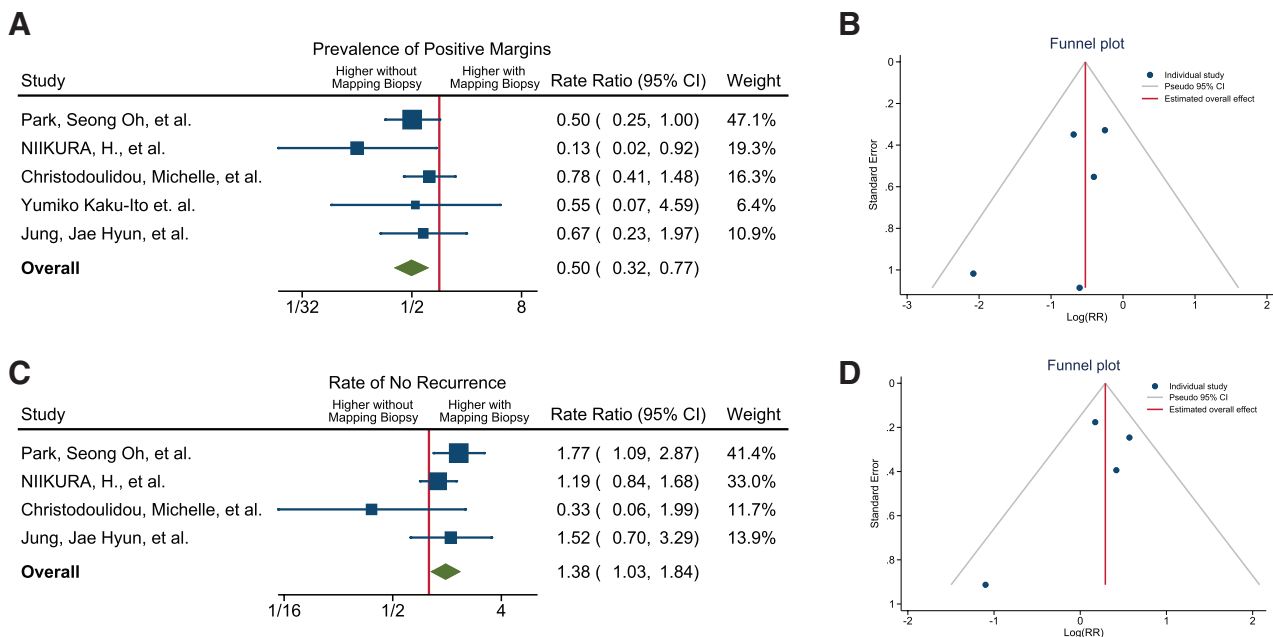 A
Prevalence of Positive Margins
Study
Higher without
Mapping Biopsy
Higher with
Mapping Biopsy
Rate Ratio (95% CI)
Weight
Park, Seong Oh, et al. 0.50 ( 0.25, 1.00) 47.1%
NIIKURA, H., et al. 0.13 ( 0.02, 0.92) 19.3%
Christodoulidou, Michelle, et al. 0.78 ( 0.41, 1.48) 16.3%
Yumiko Kaku-Ito et. al. 0.55 ( 0.07, 4.59) 6.4%
Jung, Jae Hyun, et al. 0.67 ( 0.23, 1.97) 10.9%
Overall 0.50 ( 0.32, 0.77)
1/32 1/2 8
B
Funnel plot
Individual study
Pseudo 95% CI
Estimated overall effect
Standard Error
0
.2
.4
.6
.8
1
-3 -2 -1 0 1 2
Log(RR)
C
Rate of No Recurrence
Study
Higher without
Mapping Biopsy
Higher with
Mapping Biopsy
Rate Ratio (95% CI)
Weight
Park, Seong Oh, et al. 1.77 ( 1.09, 2.87) 41.4%
NIIKURA, H., et al. 1.19 ( 0.84, 1.68) 33.0%
Christodoulidou, Michelle, et al. 0.33 ( 0.06, 1.99) 11.7%
Jung, Jae Hyun, et al. 1.52 ( 0.70, 3.29) 13.9%
Overall 1.38 ( 1.03, 1.84)
1/16 1/2 4
D
Funnel plot
Individual study
Pseudo 95% CI
Estimated overall effect
Standard Error
0
.2
.4
.6
.8
1
-2 -1 0 1 2
Log(RR)